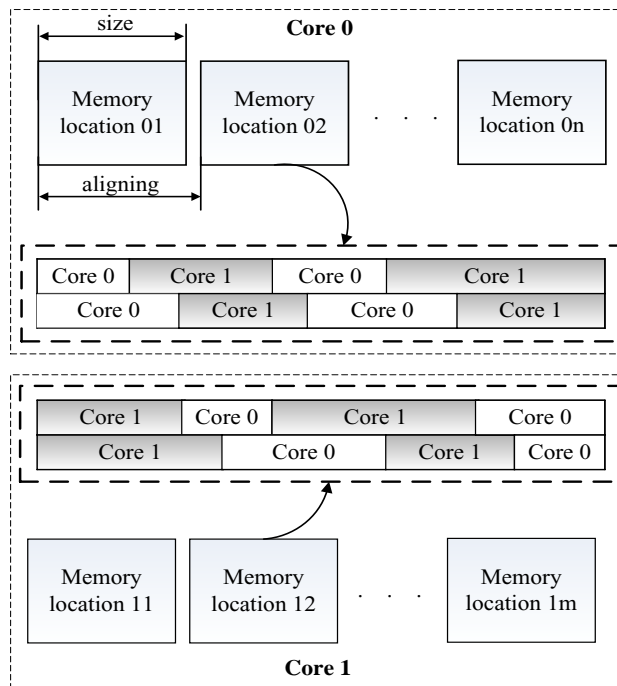 size
Core 0
Memory
location 01
Memory
location 02
. . .
Memory
location 0n
aligning
Core 0 Core 1 Core 0 Core 1
Core 0 Core 1 Core 0 Core 1
Core 1 Core 0 Core 1 Core 0
Core 1 Core 0 Core 1 Core 0
Memory
location 11
Memory
location 12
. . .
Memory
location 1m
Core 1